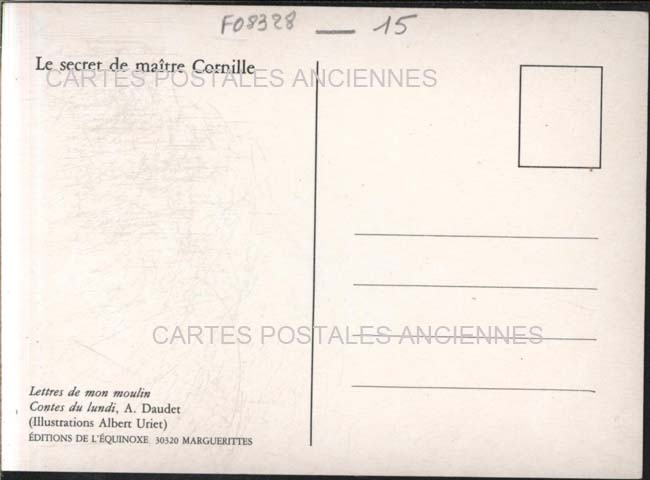 F08328 — 15
Le secret de maître Cornille
CARTES POSTALES ANCIENNES
CARTES POSTALES ANCIENNES
Lettres de mon moulin
Contes du lundi, A. Daudet
(Illustrations Albert Uriet)
ÉDITIONS DE L'ÉQUINOXE 30320 MARGUERITTES